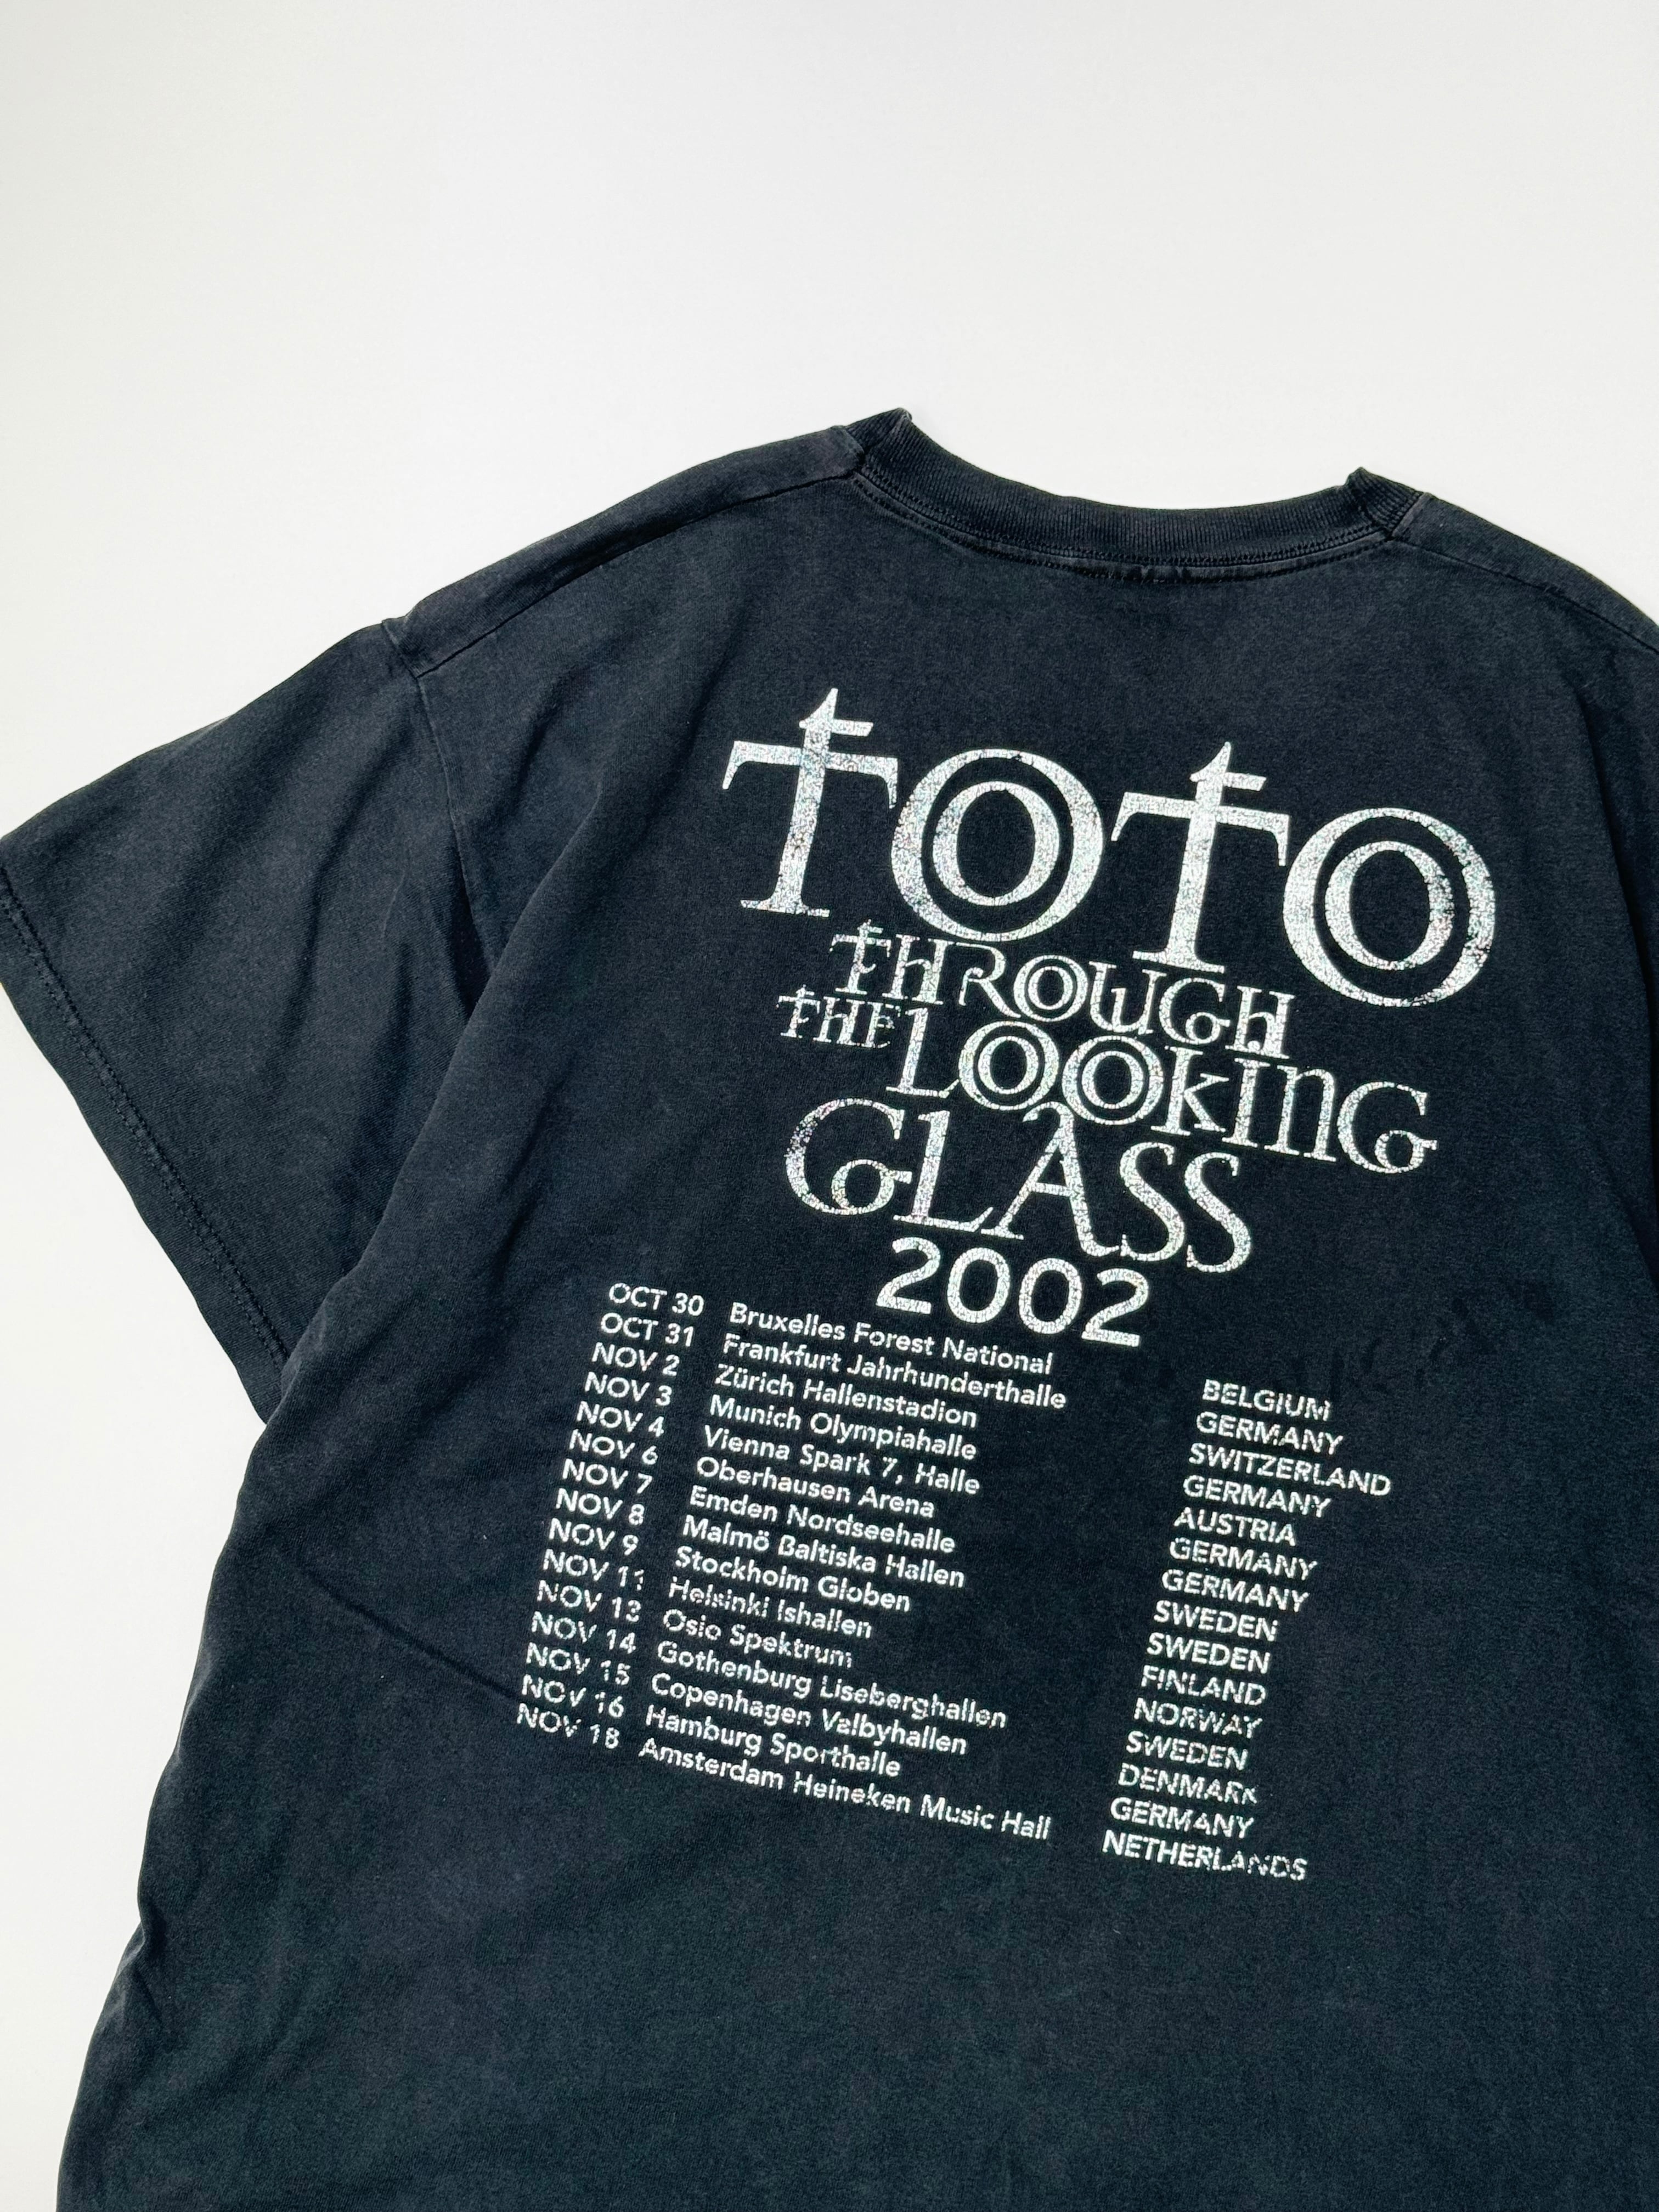 TOTO
THROUGH
THE LOOKING
GLASS
2002
OCT 30 Bruxelles Forest National BELGIUM
OCT 31 Frankfurt Jahrhunderthalle GERMANY
NOV 2 Zürich Hallenstadion SWITZERLAND
NOV 3 Munich Olympiahalle GERMANY
NOV 4 Vienna Spark 7, Halle AUSTRIA
NOV 6 Oberhausen Arena GERMANY
NOV 7 Emden Nordseehalle GERMANY
NOV 8 Malmö Baltiska Hallen SWEDEN
NOV 9 Stockholm Globen SWEDEN
NOV 11 Helsinki Ishallen FINLAND
NOV 13 Oslo Spektrum NORWAY
NOV 14 Gothenburg Liseberghallen SWEDEN
NOV 15 Copenhagen Valbyhallen DENMARK
NOV 16 Hamburg Sporthalle GERMANY
NOV 18 Amsterdam Heineken Music Hall NETHERLANDS